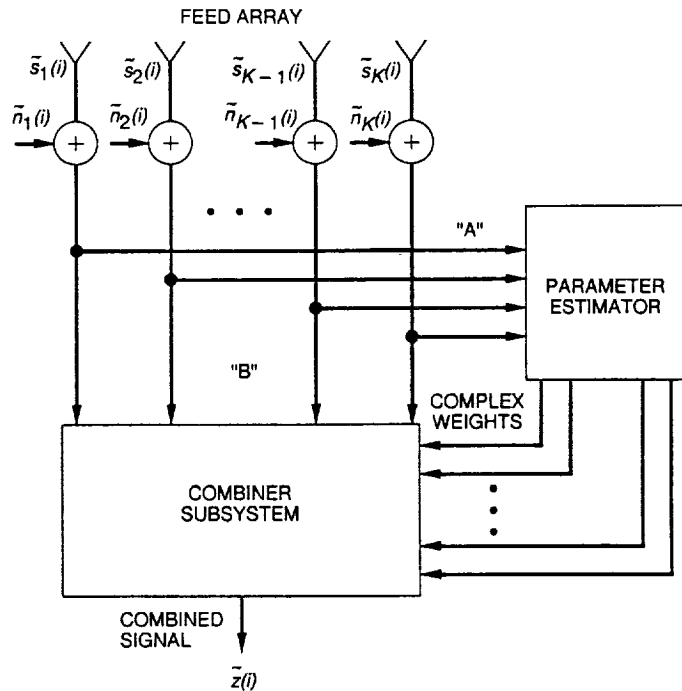 FEED ARRAY
s̃1(i) s̃2(i) s̃K−1(i) s̃K(i)
ñ1(i) ñ2(i) ñK−1(i) ñK(i)
+ + + +
• • •
"A"
PARAMETER
ESTIMATOR
"B"
COMPLEX
WEIGHTS
COMBINER
SUBSYSTEM
COMBINED
SIGNAL
z̃(i)